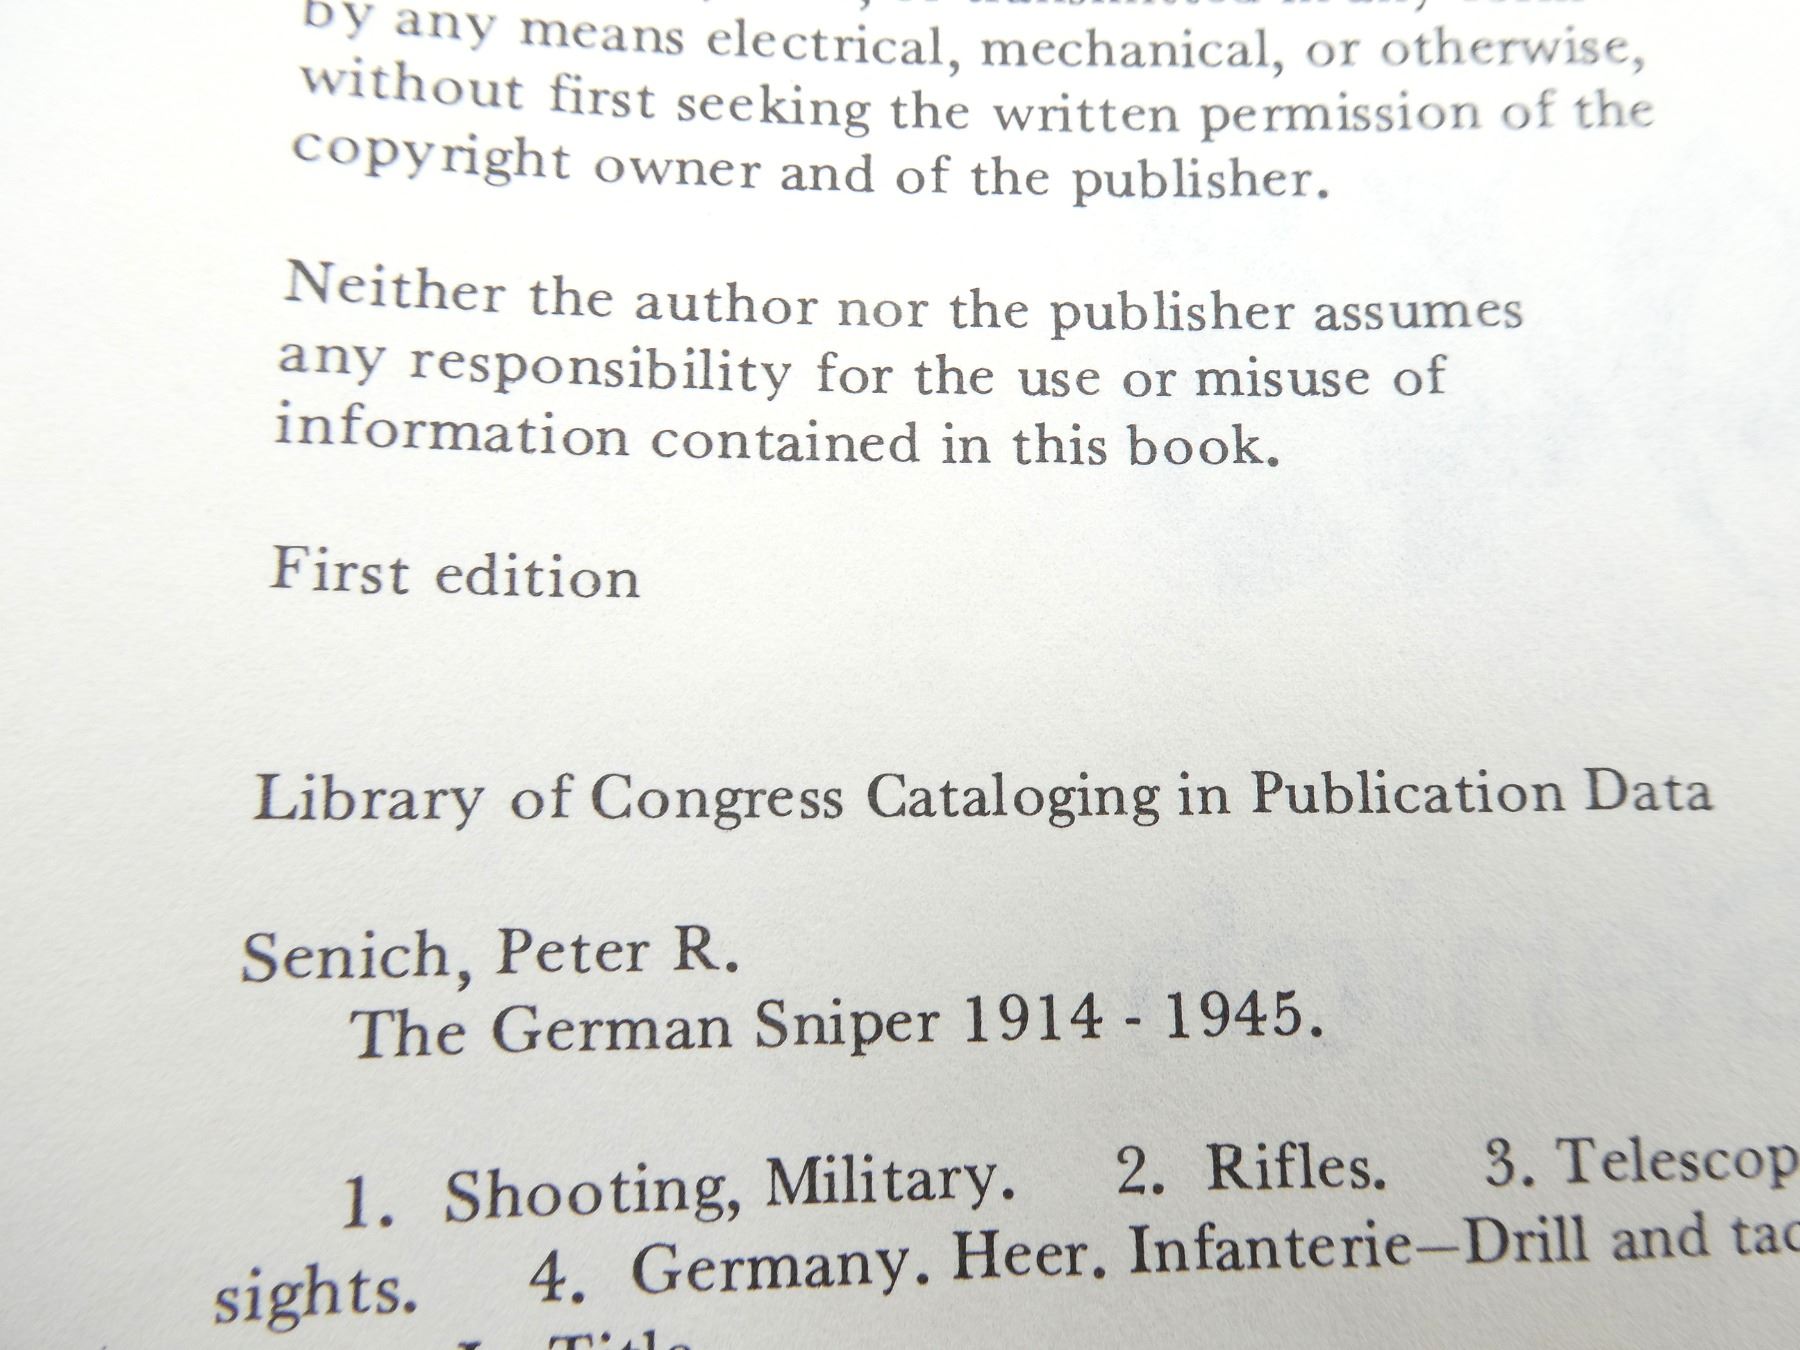 by any means electrical, mechanical, or otherwise,
without first seeking the written permission of the
copyright owner and of the publisher.
Neither the author nor the publisher assumes
any responsibility for the use or misuse of
information contained in this book.
First edition
Library of Congress Cataloging in Publication Data
Senich, Peter R.
The German Sniper 1914 - 1945.
1. Shooting, Military. 2. Rifles. 3. Telescop
sights. 4. Germany. Heer. Infanterie—Drill and tac
I. Title